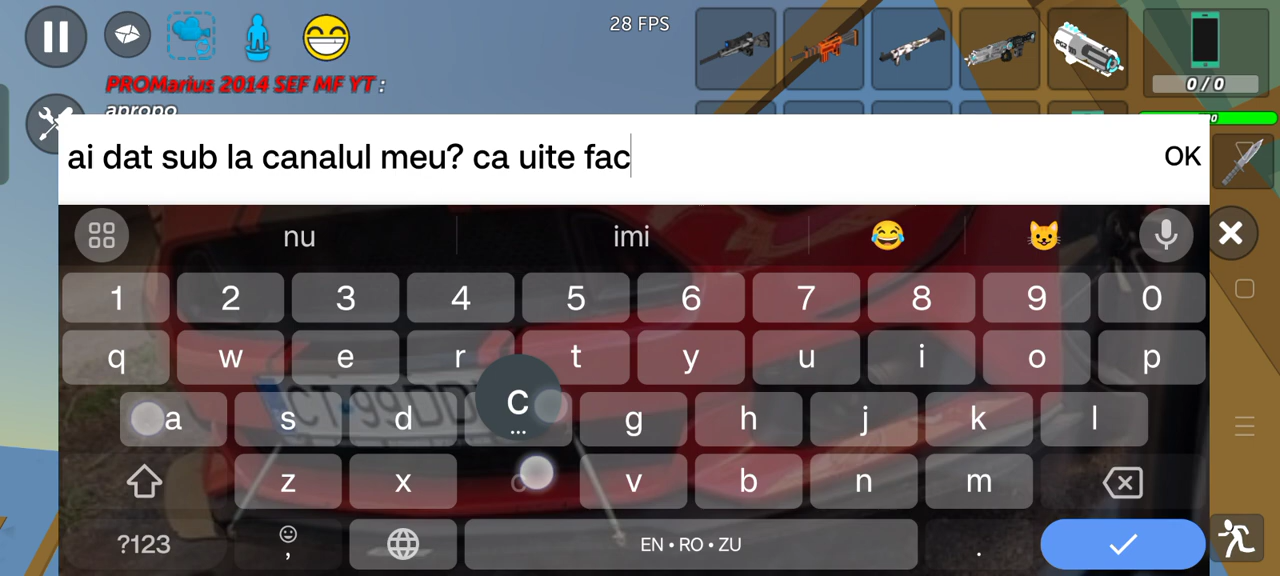 28 FPS
PROMarius 2014 SEF MF YT :
apropo
0 / 0
ai dat sub la canalul meu? ca uite fac
OK
nu
imi
1 2 3 4 5 6 7 8 9 0
q w e r t y u i o p
c
a s d g h j k l
z x c v b n m
?123
,
EN • RO • ZU
.